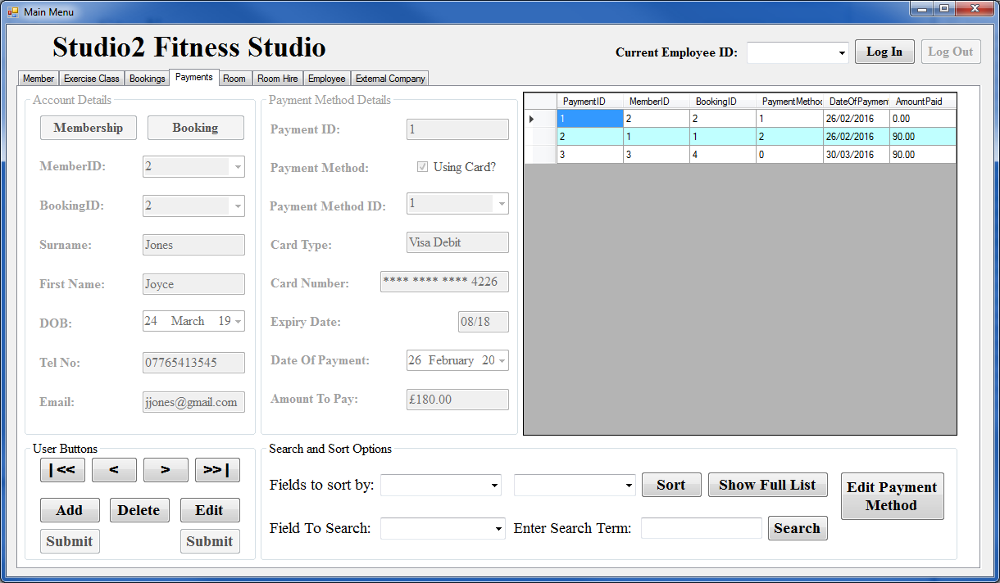 Main Menu
Studio2 Fitness Studio
Current Employee ID:
Log In
Log Out
Member
Exercise Class
Bookings
Payments
Room
Room Hire
Employee
External Company
Account Details
Membership
Booking
MemberID: 2
BookingID: 2
Surname: Jones
First Name: Joyce
DOB: 24 March 19
Tel No: 07765413545
Email: jjones@gmail.com
Payment Method Details
Payment ID: 1
Payment Method: Using Card?
Payment Method ID: 1
Card Type: Visa Debit
Card Number: **** **** **** 4226
Expiry Date: 08/18
Date Of Payment: 26 February 20
Amount To Pay: £180.00
PaymentID MemberID BookingID PaymentMethod DateOfPayment AmountPaid
1 2 2 1 26/02/2016 0.00
2 1 1 2 26/02/2016 90.00
3 3 4 0 30/03/2016 90.00
User Buttons
|<< < > >>|
Add Delete Edit
Submit Submit
Search and Sort Options
Fields to sort by: Sort Show Full List
Field To Search: Enter Search Term: Search
Edit Payment
Method